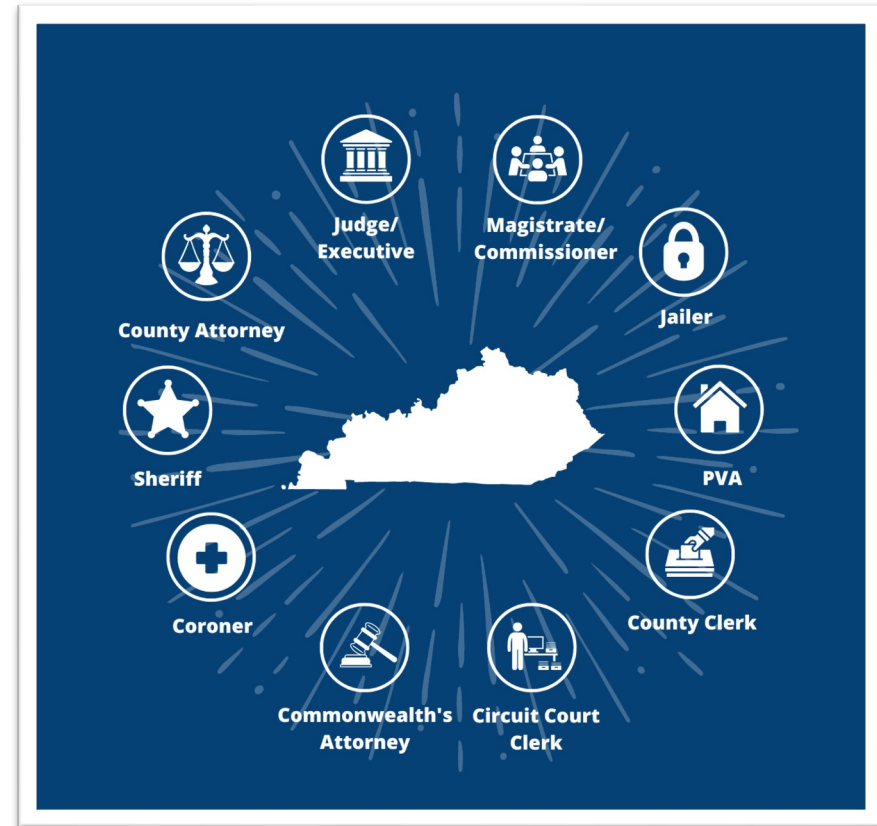 Judge/
Executive
Magistrate/
Commissioner
County Attorney
Jailer
Sheriff
PVA
Coroner
County Clerk
Commonwealth's
Attorney
Circuit Court
Clerk